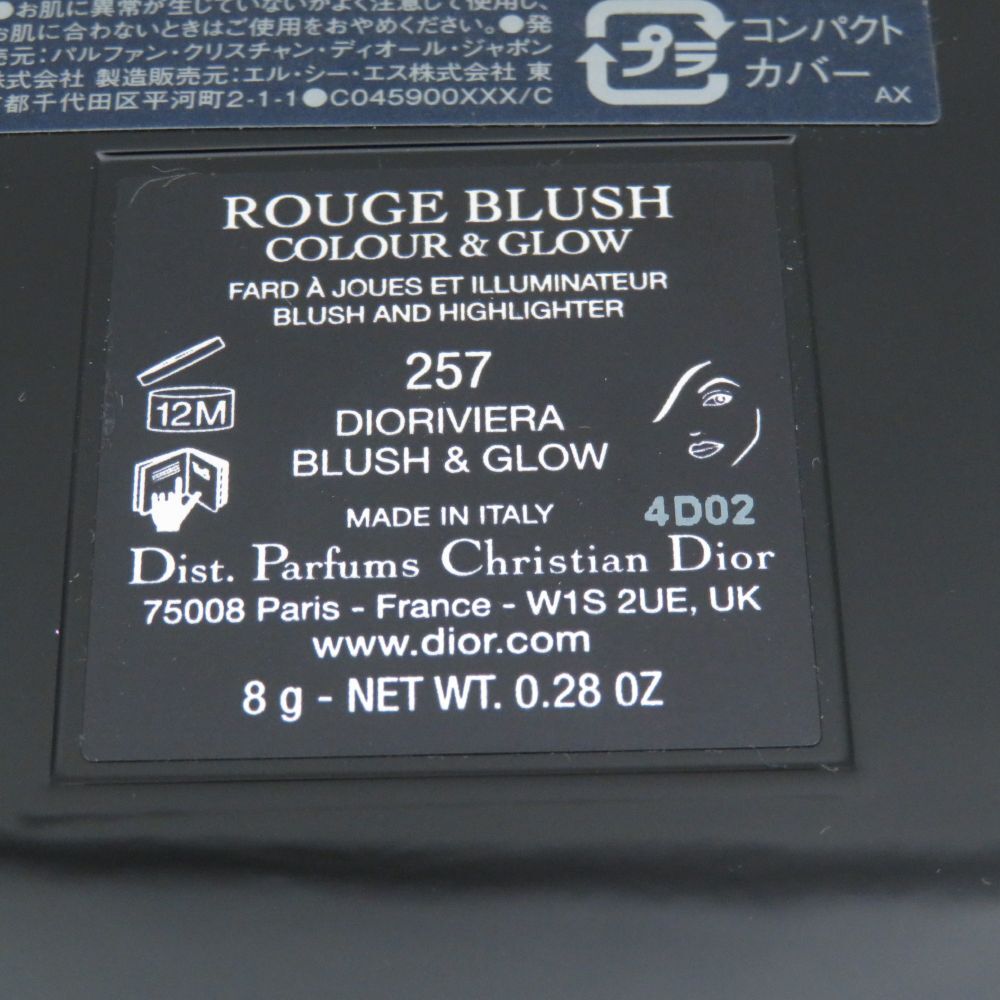 ●お肌に異常が生じていないかよく注意して使用し、
お肌に合わないときはご使用をおやめください。●発
売元:パルファン・クリスチャン・ディオール・ジャポン
株式会社 製造販売元:エル・シー・エス株式会社 東
京都千代田区平河町2-1-1●C045900XXX/C
プラ
コンパクト
カバー
AX
ROUGE BLUSH
COLOUR & GLOW
FARD À JOUES ET ILLUMINATEUR
BLUSH AND HIGHLIGHTER
257
12M
DIORIVIERA
BLUSH & GLOW
MADE IN ITALY
4D02
Dist. Parfums Christian Dior
75008 Paris - France - W1S 2UE, UK
www.dior.com
8 g - NET WT. 0.28 OZ